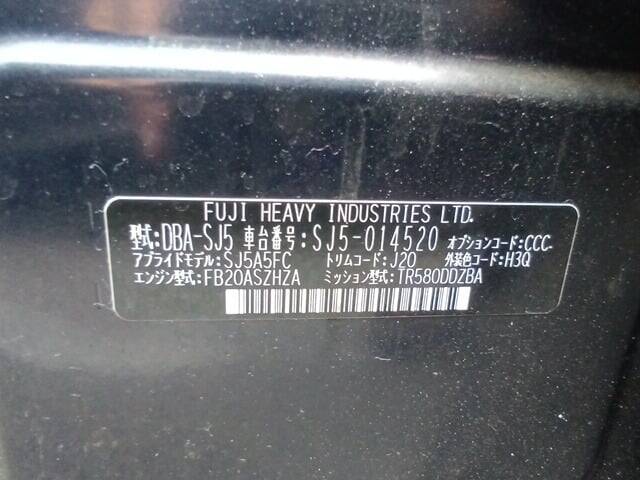 FUJI HEAVY INDUSTRIES LTD.
型式:DBA-SJ5 車台番号:SJ5-014520 オプションコード:CCC-
アプライドモデル:SJ5A5FC トリムコード:J20 外装色コード:H3Q
エンジン型式:FB20ASZHZA ミッション型式:TR580DDZBA